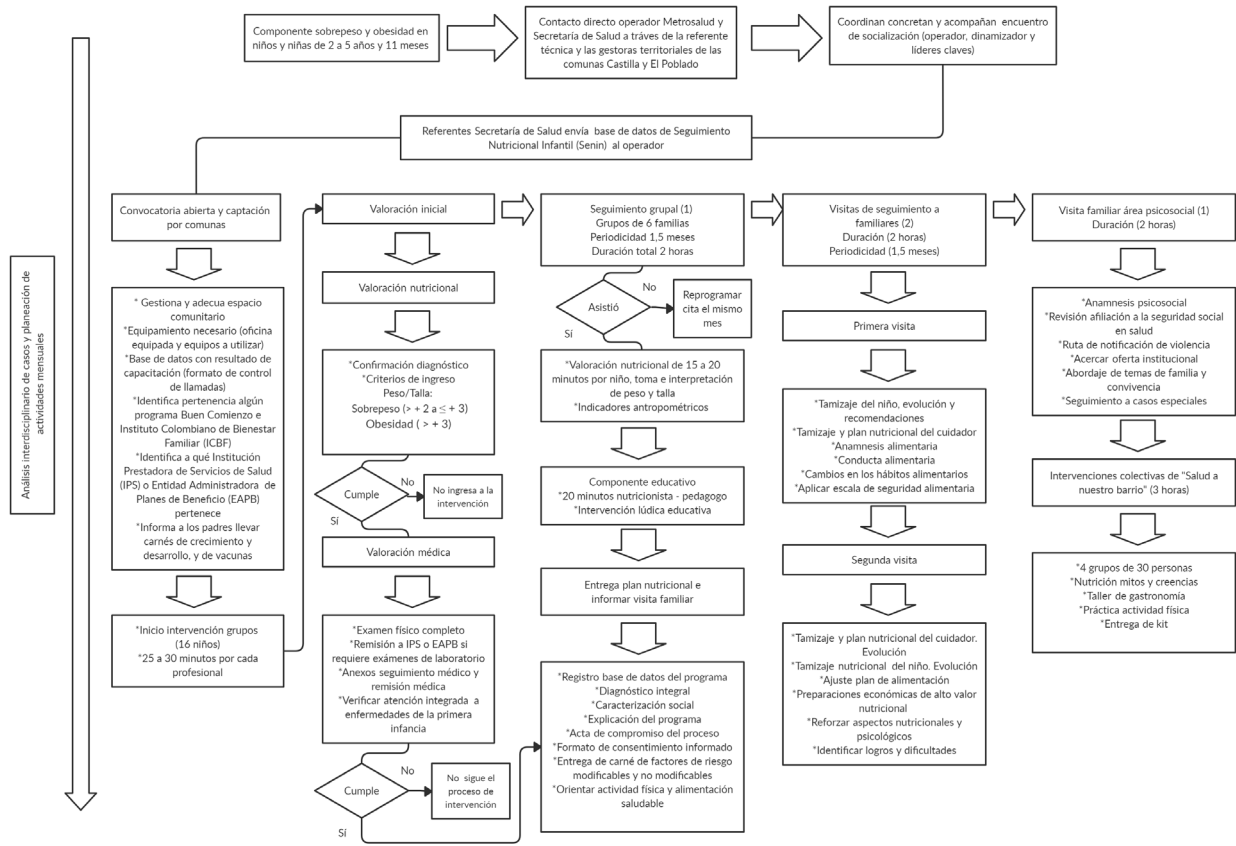 Componente sobrepeso y obesidad en
niños y niñas de 2 a 5 años y 11 meses
Contacto directo operador Metrosalud y
Secretaría de Salud a tráves de la referente
técnica y las gestoras territoriales de las
comunas Castilla y El Poblado
Coordinan concretan y acompañan encuentro
de socialización (operador, dinamizador y
líderes claves)
Referentes Secretaría de Salud envía base de datos de Seguimiento
Nutricional Infantil (Senin) al operador
Análisis interdisciplinario de casos y planeación de
actividades mensuales
Convocatoria abierta y captación
por comunas
* Gestiona y adecua espacio
comunitario
*Equipamiento necesario (oficina
equipada y equipos a utilizar)
*Base de datos con resultado de
capacitación (formato de control
de llamadas)
*Identifica pertenencia algún
programa Buen Comienzo e
Instituto Colombiano de Bienestar
Familiar (ICBF)
*Identifica a qué Institución
Prestadora de Servicios de Salud
(IPS) o Entidad Administradora de
Planes de Beneficio (EAPB)
pertenece
*Informa a los padres llevar
carnés de crecimiento y
desarrollo, y de vacunas
*Inicio intervención grupos
(16 niños)
*25 a 30 minutos por cada
profesional
Valoración inicial
Valoración nutricional
*Confirmación diagnóstico
*Criterios de ingreso
Peso/Talla:
Sobrepeso (> + 2 a ≤ + 3)
Obesidad ( > + 3)
Cumple
No
No ingresa a la
intervención
Sí
Valoración médica
*Examen físico completo
*Remisión a IPS o EAPB si
requiere exámenes de laboratorio
*Anexos seguimiento médico y
remisión médica
*Verificar atención integrada a
enfermedades de la primera
infancia
Cumple
No
No sigue el
proceso de
intervención
Sí
Seguimiento grupal (1)
Grupos de 6 familias
Periodicidad 1,5 meses
Duración total 2 horas
Asistió
No
Reprogramar
cita el mismo
mes
Sí
*Valoración nutricional de 15 a 20
minutos por niño, toma e interpretación
de peso y talla
*Indicadores antropométricos
Componente educativo
*20 minutos nutricionista - pedagogo
*Intervención lúdica educativa
Entrega plan nutricional e
informar visita familiar
*Registro base de datos del programa
*Diagnóstico integral
*Caracterización social
*Explicación del programa
*Acta de compromiso del proceso
*Formato de consentimiento informado
*Entrega de carné de factores de riesgo
modificables y no modificables
*Orientar actividad física y alimentación
saludable
Visitas de seguimiento a
familiares (2)
Duración (2 horas)
Periodicidad (1,5 meses)
Primera visita
*Tamizaje del niño, evolución y
recomendaciones
*Tamizaje y plan nutricional del cuidador
*Anamnesis alimentaria
*Conducta alimentaria
*Cambios en los hábitos alimentarios
*Aplicar escala de seguridad alimentaria
Segunda visita
*Tamizaje y plan nutricional del cuidador.
Evolución
*Tamizaje nutricional del niño. Evolución
*Ajuste plan de alimentación
*Preparaciones económicas de alto valor
nutricional
*Reforzar aspectos nutricionales y
psicológicos
*Identificar logros y dificultades
Visita familiar área psicosocial (1)
Duración (2 horas)
*Anamnesis psicosocial
*Revisión afiliación a la seguridad social
en salud
*Ruta de notificación de violencia
*Acercar oferta institucional
*Abordaje de temas de familia y
convivencia
*Seguimiento a casos especiales
Intervenciones colectivas de "Salud a
nuestro barrio" (3 horas)
*4 grupos de 30 personas
*Nutrición mitos y creencias
*Taller de gastronomía
*Práctica actividad física
*Entrega de kit